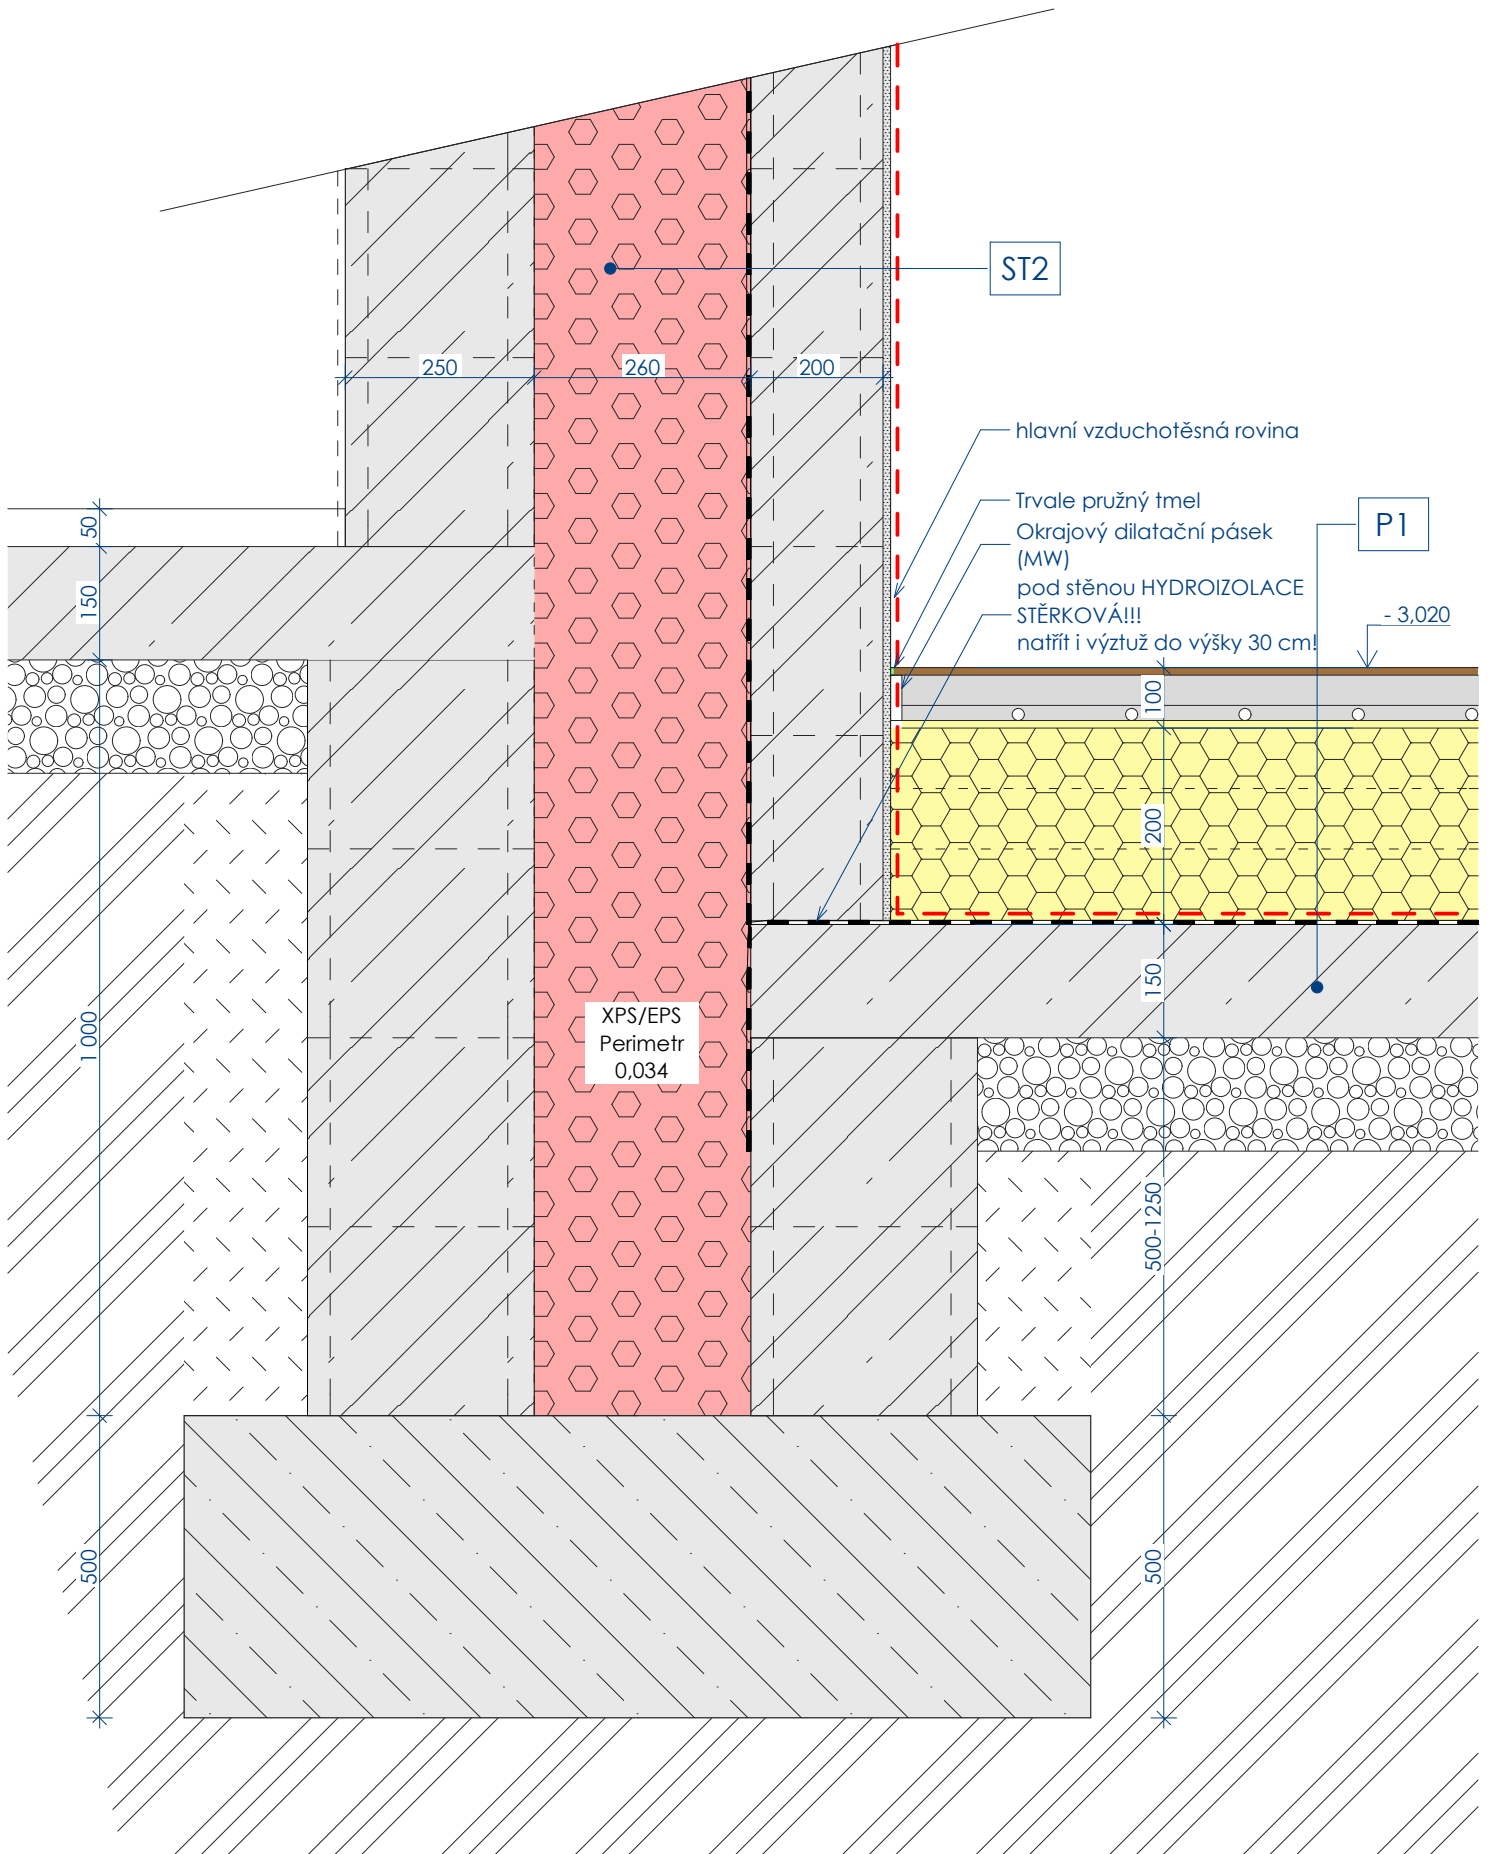 ST2
250
260
200
hlavní vzduchotěsná rovina
Trvale pružný tmel
Okrajový dilatační pásek
(MW)
pod stěnou HYDROIZOLACE
STĚRKOVÁ!!!
natřít i výztuž do výšky 30 cm!
P1
- 3,020
50
150
1 000
500
100
200
150
500-1250
500
XPS/EPS
Perimetr
0,034